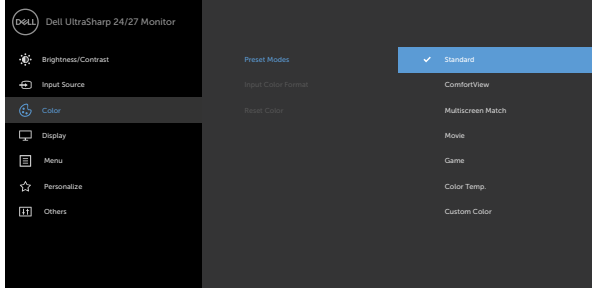 DELL Dell UltraSharp 24/27 Monitor
Brightness/Contrast
Input Source
Color
Display
Menu
Personalize
Others
Preset Modes
Input Color Format
Reset Color
Standard
ComfortView
Multiscreen Match
Movie
Game
Color Temp.
Custom Color